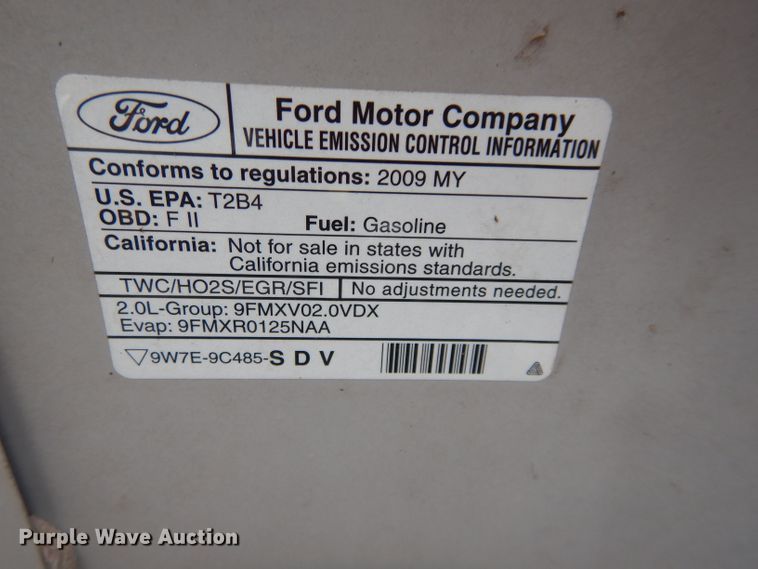 Ford
Ford Motor Company
VEHICLE EMISSION CONTROL INFORMATION
Conforms to regulations: 2009 MY
U.S. EPA: T2B4
OBD: F II Fuel: Gasoline
California: Not for sale in states with
California emissions standards.
TWC/HO2S/EGR/SFI No adjustments needed.
2.0L-Group: 9FMXV02.0VDX
Evap: 9FMXR0125NAA
9W7E-9C485-S D V
Purple Wave Auction